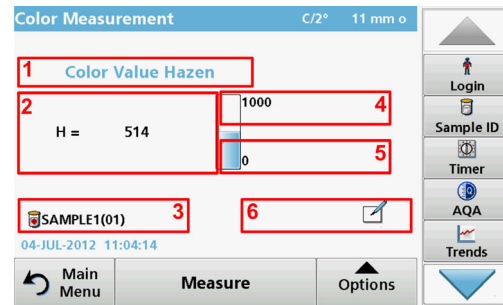 Color Measurement C/2° 11 mm o
1 Color Value Hazen
2
H = 514
1000 4
5
0
SAMPLE1(01) 3
6
04-JUL-2012 11:04:14
Main Menu
Measure
Options
Login
Sample ID
Timer
AQA
Trends